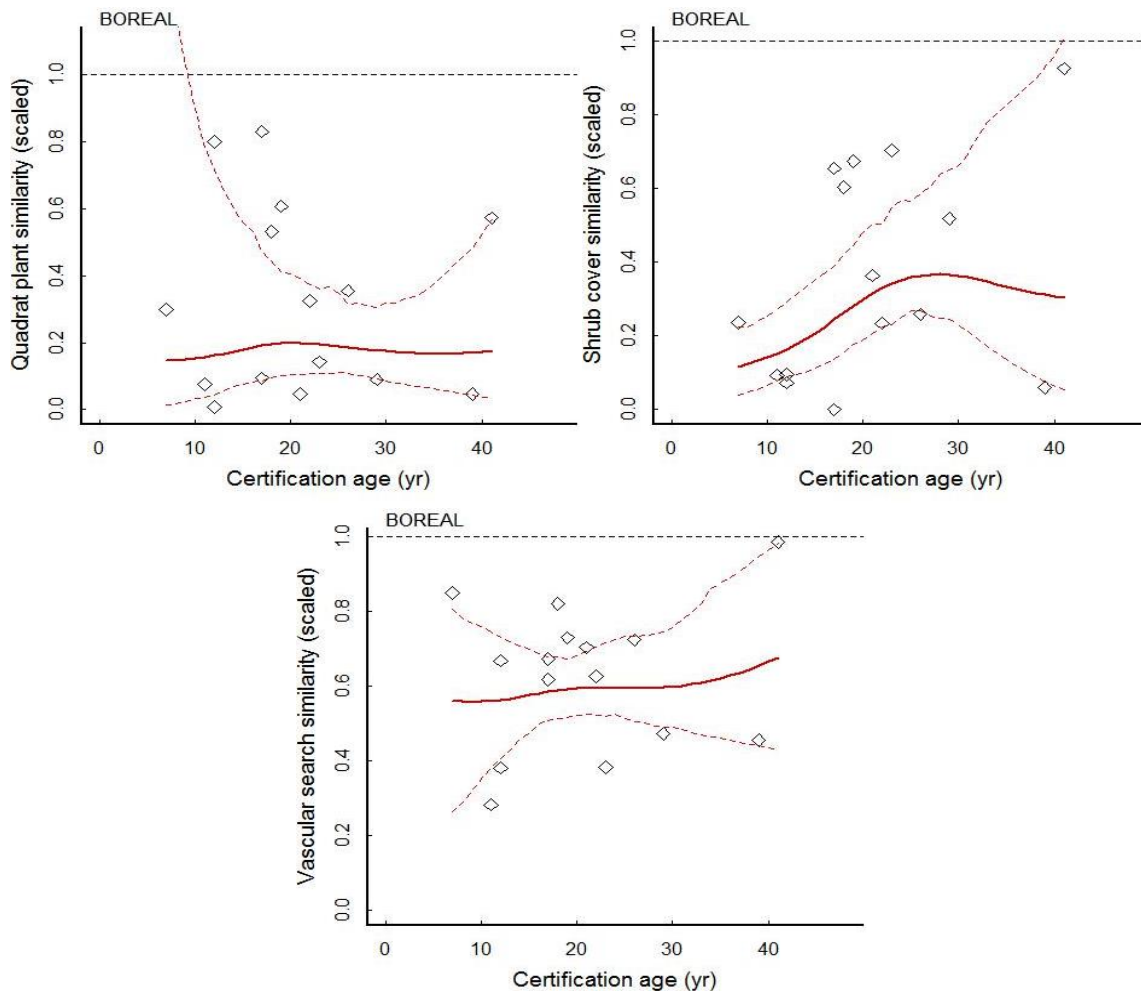 BOREAL
Quadrat plant similarity (scaled)
1.0
0.8
0.6
0.4
0.2
0.0
0 10 20 30 40
Certification age (yr)
BOREAL
Shrub cover similarity (scaled)
1.0
0.8
0.6
0.4
0.2
0.0
0 10 20 30 40
Certification age (yr)
BOREAL
Vascular search similarity (scaled)
1.0
0.8
0.6
0.4
0.2
0.0
0 10 20 30 40
Certification age (yr)